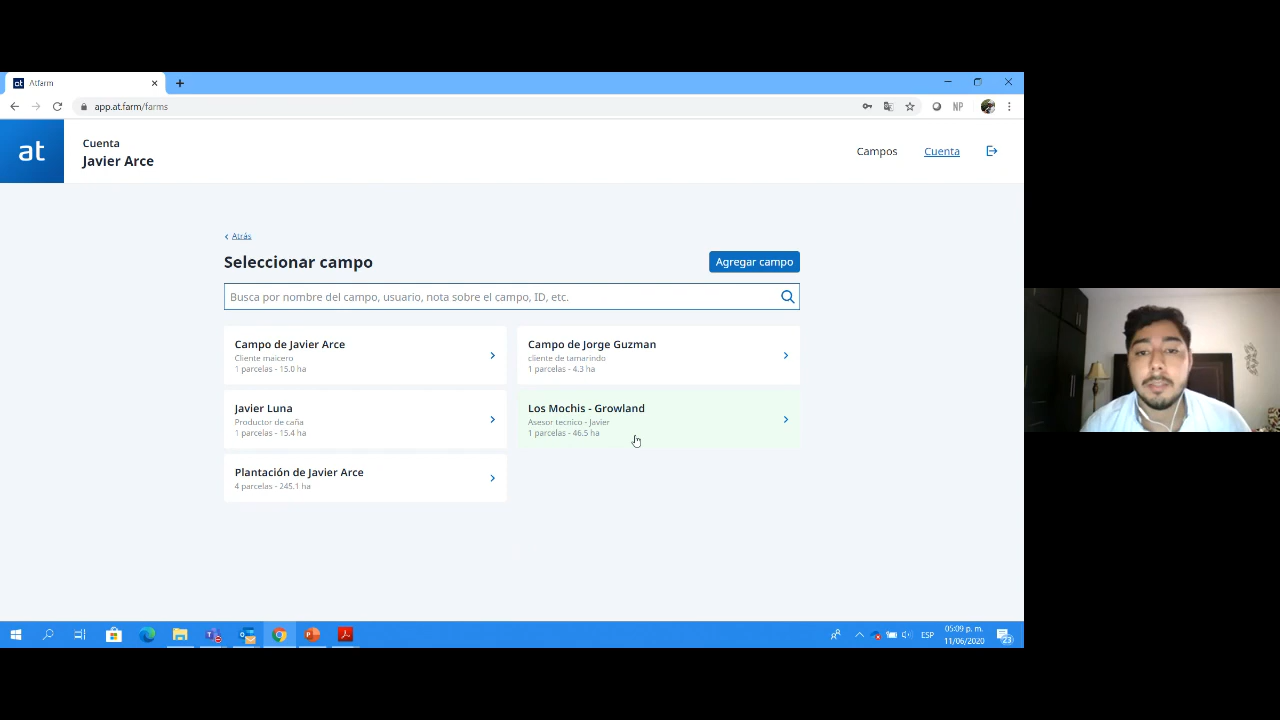 at Atfarm
app.at.farm/farms
NP
at
Cuenta
Javier Arce
Campos
Cuenta
Atrás
Seleccionar campo
Agregar campo
Busca por nombre del campo, usuario, nota sobre el campo, ID, etc.
Campo de Javier Arce
Cliente maicero
1 parcelas - 15.0 ha
Campo de Jorge Guzman
cliente de tamarindo
1 parcelas - 4.3 ha
Javier Luna
Productor de caña
1 parcelas - 15.4 ha
Los Mochis - Growland
Asesor tecnico - Javier
1 parcelas - 46.5 ha
Plantación de Javier Arce
4 parcelas - 245.1 ha
ESP
05:09 p. m.
11/06/2020
23